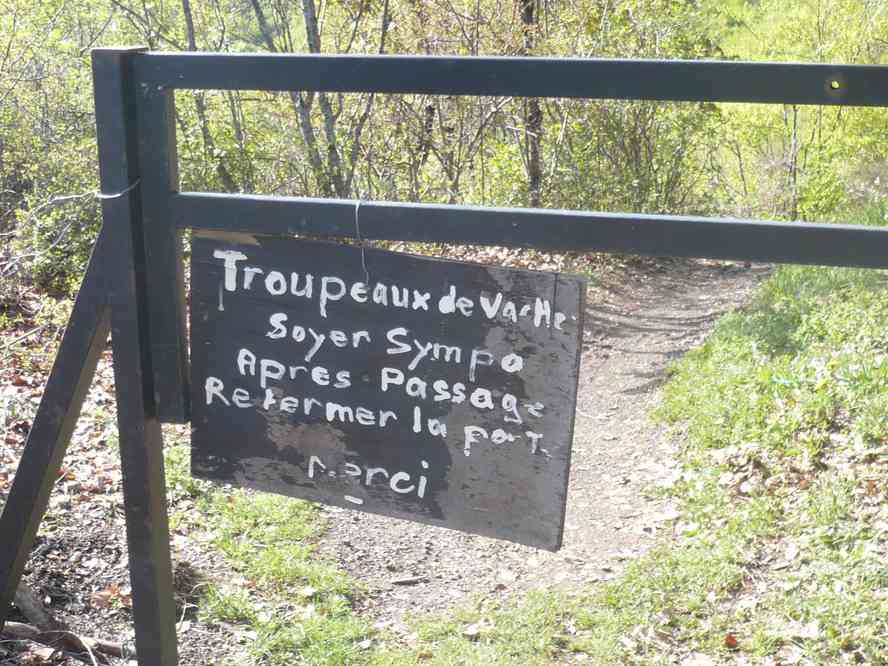 Troupeaux de Vache
Soyer Sympa
Apres Passage
Refermer la port
Merci